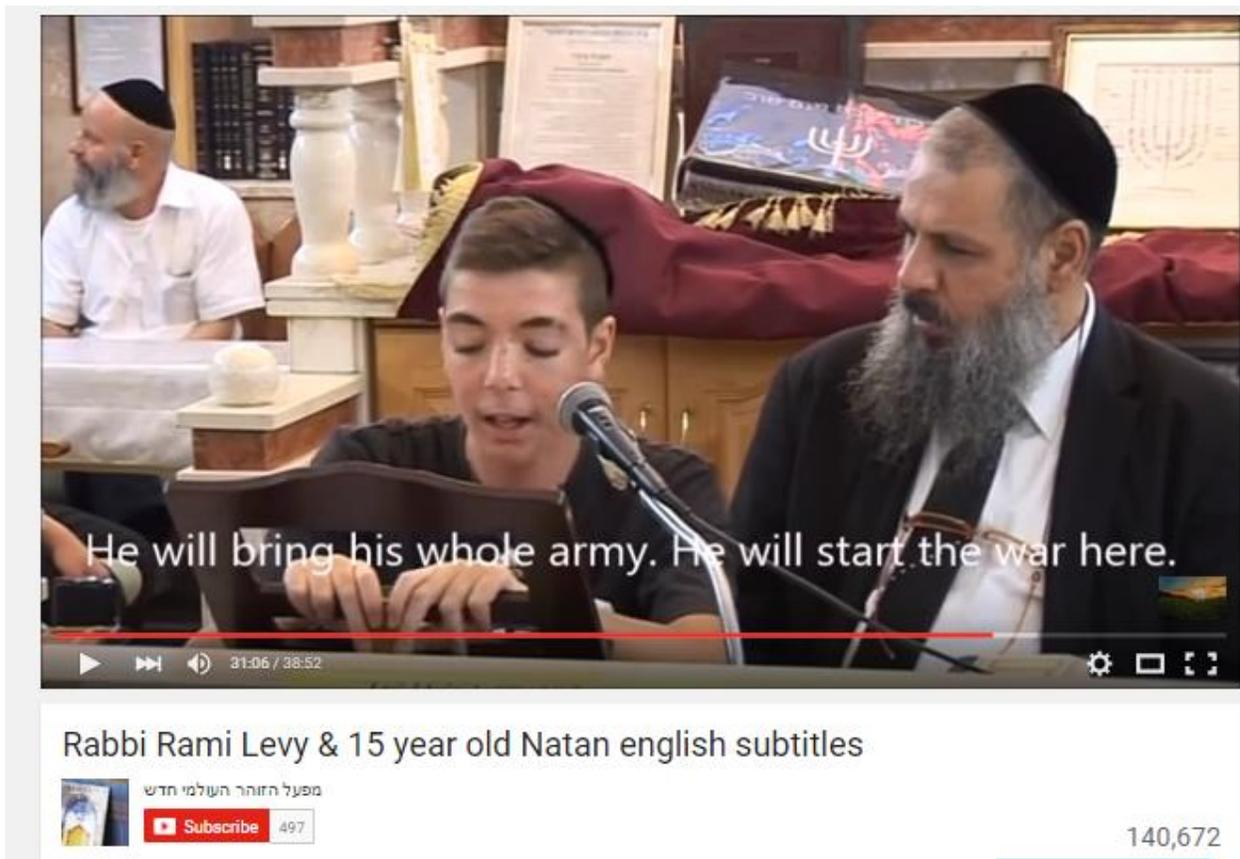 He will bring his whole army. He will start the war here.
31:06 / 38:52
Rabbi Rami Levy & 15 year old Natan english subtitles
מפעל הזוהר העולמי חדש
Subscribe 497
140,672